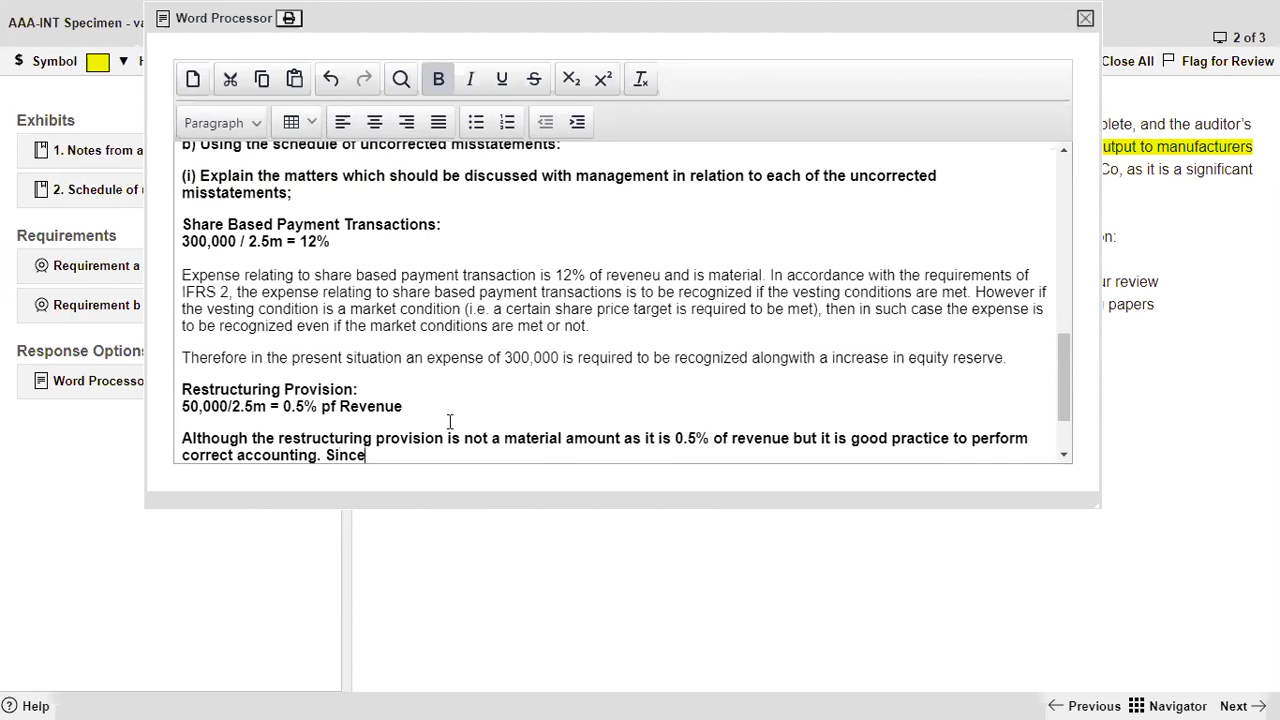 AAA-INT Specimen - va
Word Processor
2 of 3
$ Symbol
Close All
Flag for Review
B I U S X₂ X² Tx
Paragraph
Exhibits
1. Notes from a
2. Schedule of r
Requirements
Requirement a
Requirement b
Response Options
Word Processo
b) Using the schedule of uncorrected misstatements:
(i) Explain the matters which should be discussed with management in relation to each of the uncorrected
misstatements;
Share Based Payment Transactions:
300,000 / 2.5m = 12%
Expense relating to share based payment transaction is 12% of reveneu and is material. In accordance with the requirements of
IFRS 2, the expense relating to share based payment transactions is to be recognized if the vesting conditions are met. However if
the vesting condition is a market condition (i.e. a certain share price target is required to be met), then in such case the expense is
to be recognized even if the market conditions are met or not.
Therefore in the present situation an expense of 300,000 is required to be recognized alongwith a increase in equity reserve.
Restructuring Provision:
50,000/2.5m = 0.5% pf Revenue
Although the restructuring provision is not a material amount as it is 0.5% of revenue but it is good practice to perform
correct accounting. Since
plete, and the auditor's
utput to manufacturers
Co, as it is a significant
on:
ur review
g papers
Help
Previous
Navigator
Next